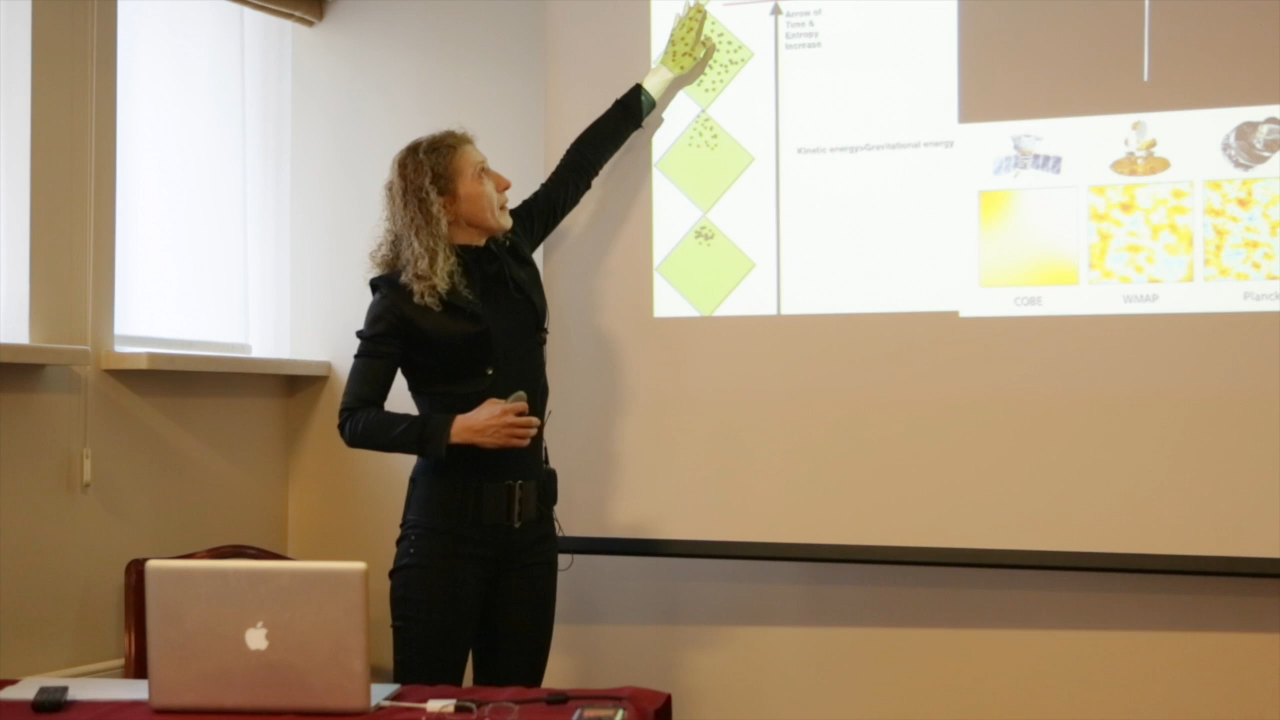 Arrow of
Time &
Entropy
Increase
Kinetic energy>Gravitational energy
COBE
WMAP
Planck